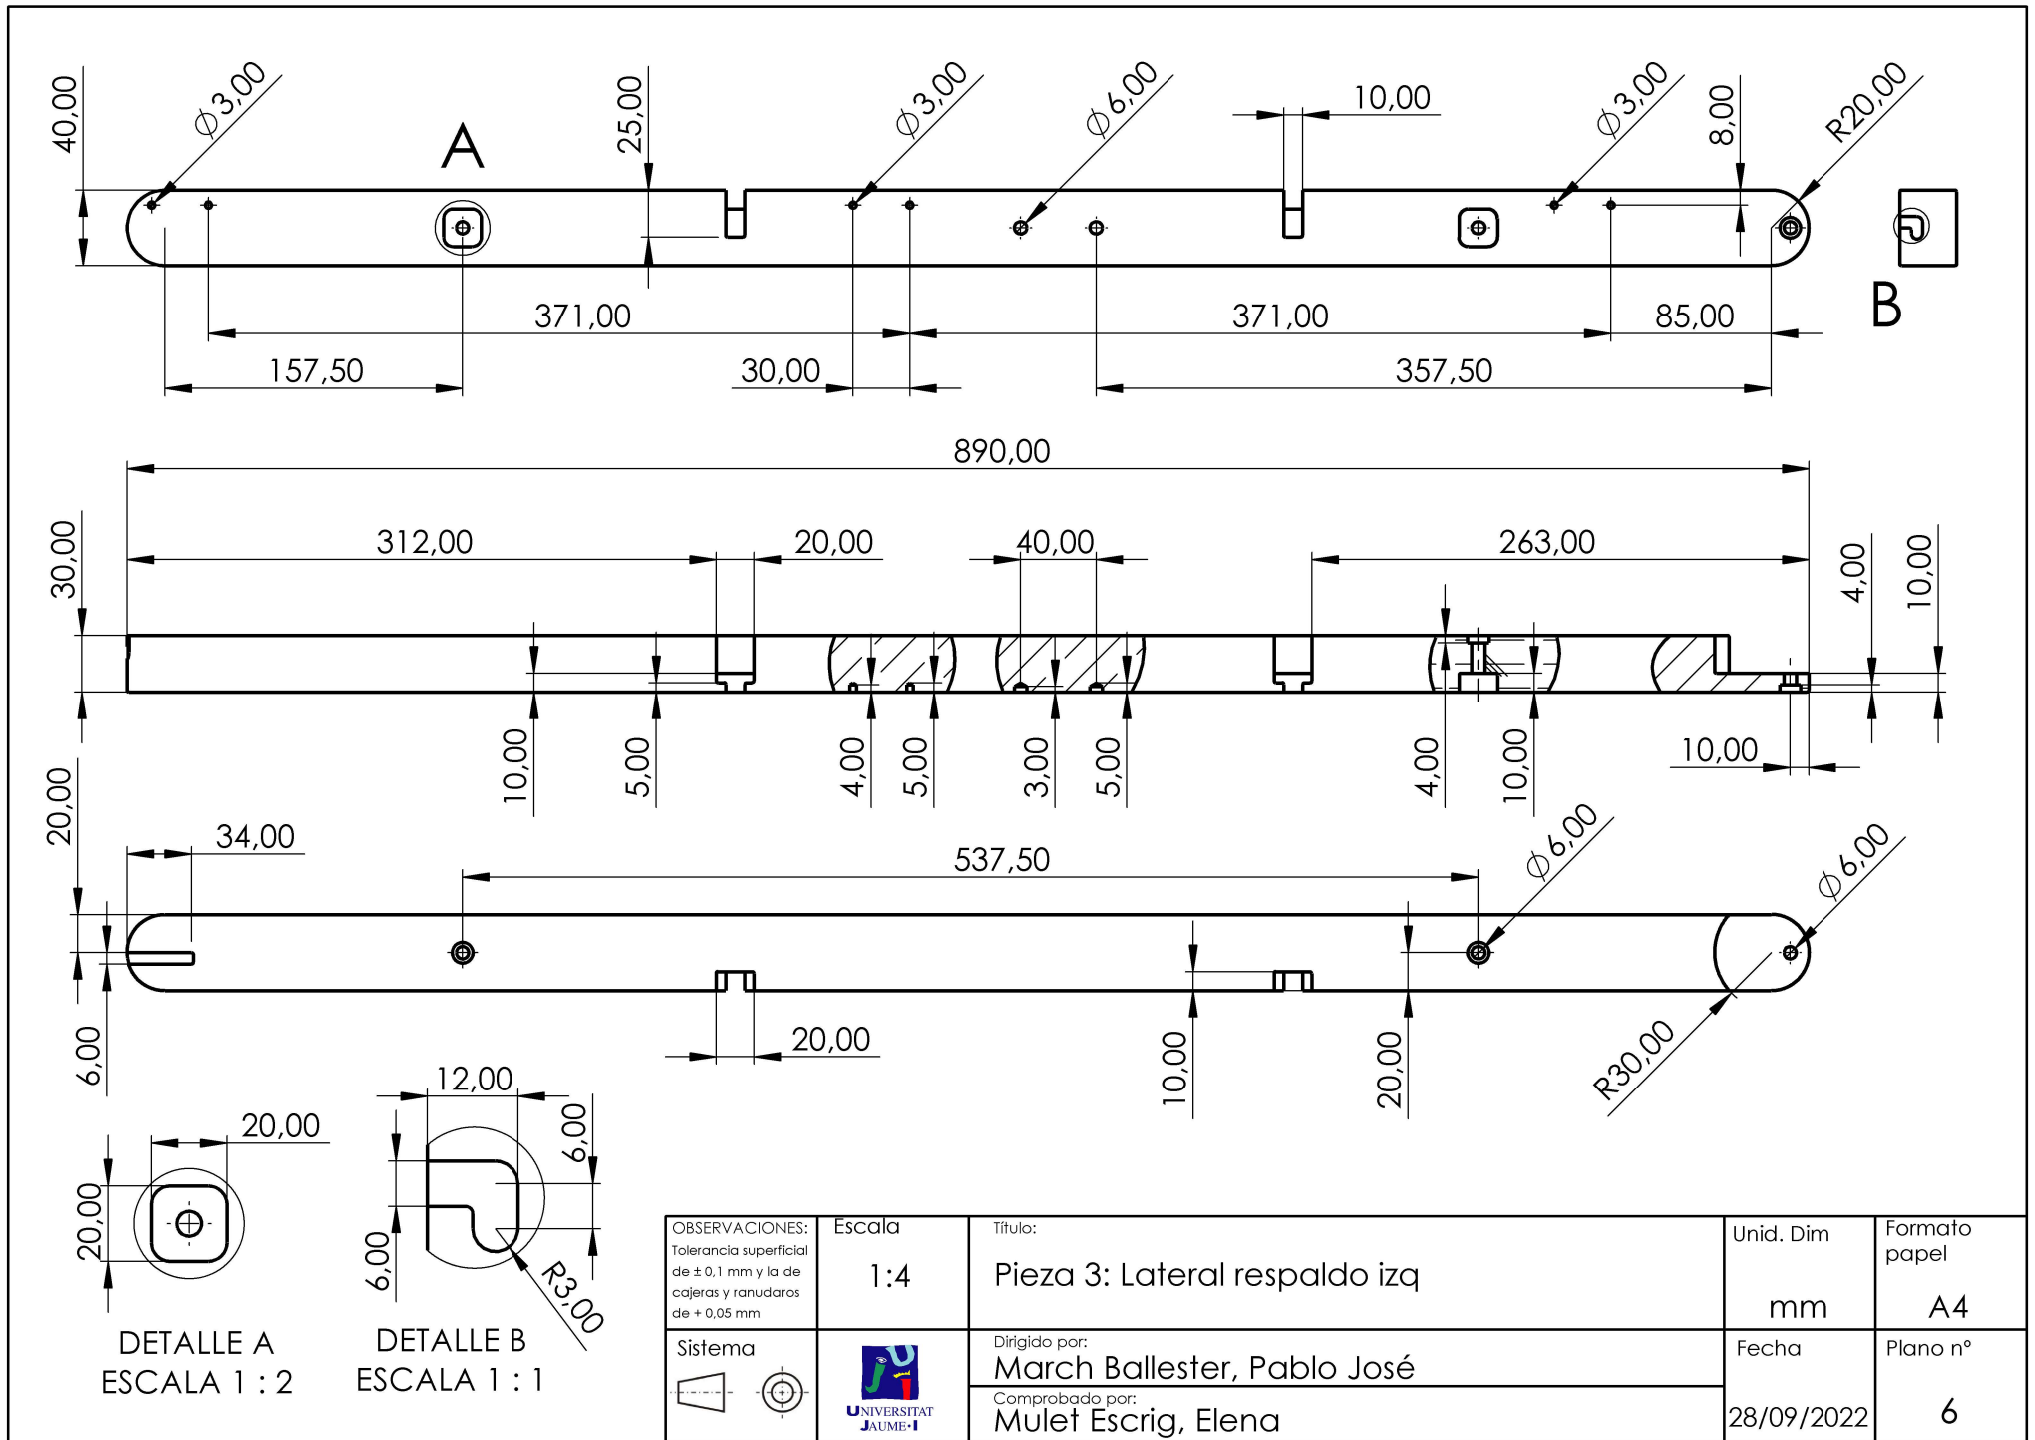 40,00
∅3,00
A
25,00
∅3,00
∅6,00
10,00
∅3,00
8,00
R20,00
B
371,00
371,00
85,00
157,50
30,00
357,50
890,00
30,00
312,00
20,00
40,00
263,00
4,00
10,00
10,00
5,00
4,00
5,00
3,00
5,00
4,00
10,00
10,00
20,00
34,00
537,50
∅6,00
∅6,00
6,00
20,00
10,00
20,00
R30,00
20,00
20,00
DETALLE A
ESCALA 1 : 2
12,00
6,00
6,00
R3,00
DETALLE B
ESCALA 1 : 1
OBSERVACIONES:
Tolerancia superficial
de ± 0,1 mm y la de
cajeras y ranudaros
de + 0,05 mm
Escala
1:4
Título:
Pieza 3: Lateral respaldo izq
Unid. Dim
mm
Formato
papel
A4
Sistema
UJI
UNIVERSITAT
JAUME·I
Dirigido por:
March Ballester, Pablo José
Comprobado por:
Mulet Escrig, Elena
Fecha
28/09/2022
Plano nº
6